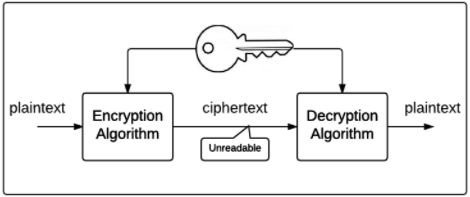 plaintext
Encryption
Algorithm
ciphertext
Unreadable
Decryption
Algorithm
plaintext